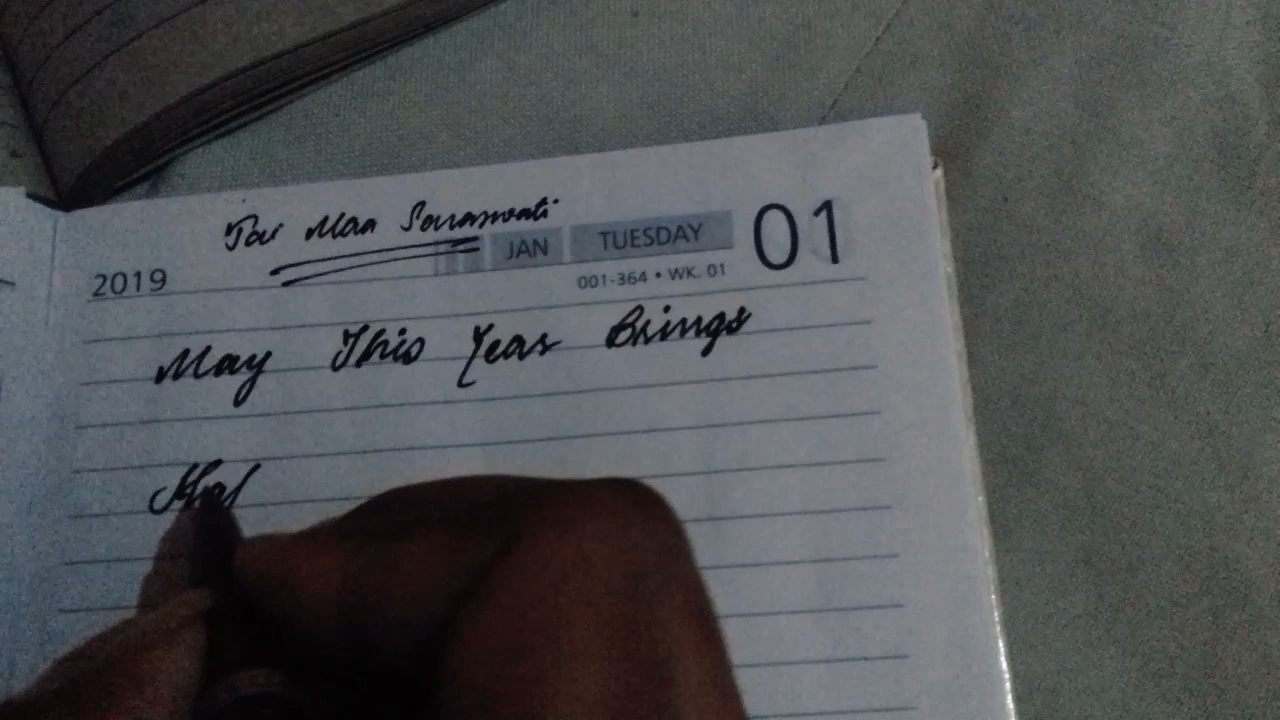 Jai Maa Saraswati
2019 JAN TUESDAY 01
001-364 • WK. 01
May This Year Brings